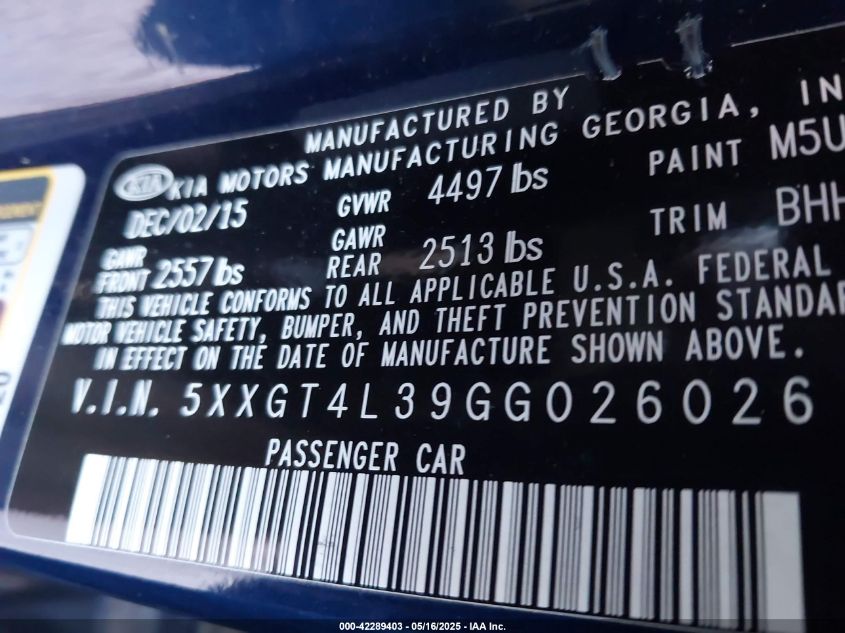 MANUFACTURED BY
KIA KIA MOTORS MANUFACTURING GEORGIA, IN
DEC/02/15 GVWR 4497 lbs PAINT M5U
GAWR FRONT 2557 lbs GAWR REAR 2513 lbs TRIM BHH
THIS VEHICLE CONFORMS TO ALL APPLICABLE U.S.A. FEDERAL
MOTOR VEHICLE SAFETY, BUMPER, AND THEFT PREVENTION STANDAR
IN EFFECT ON THE DATE OF MANUFACTURE SHOWN ABOVE.
V.I.N. 5XXGT4L39GG026026
PASSENGER CAR
000-42289403 - 05/16/2025 - IAA Inc.